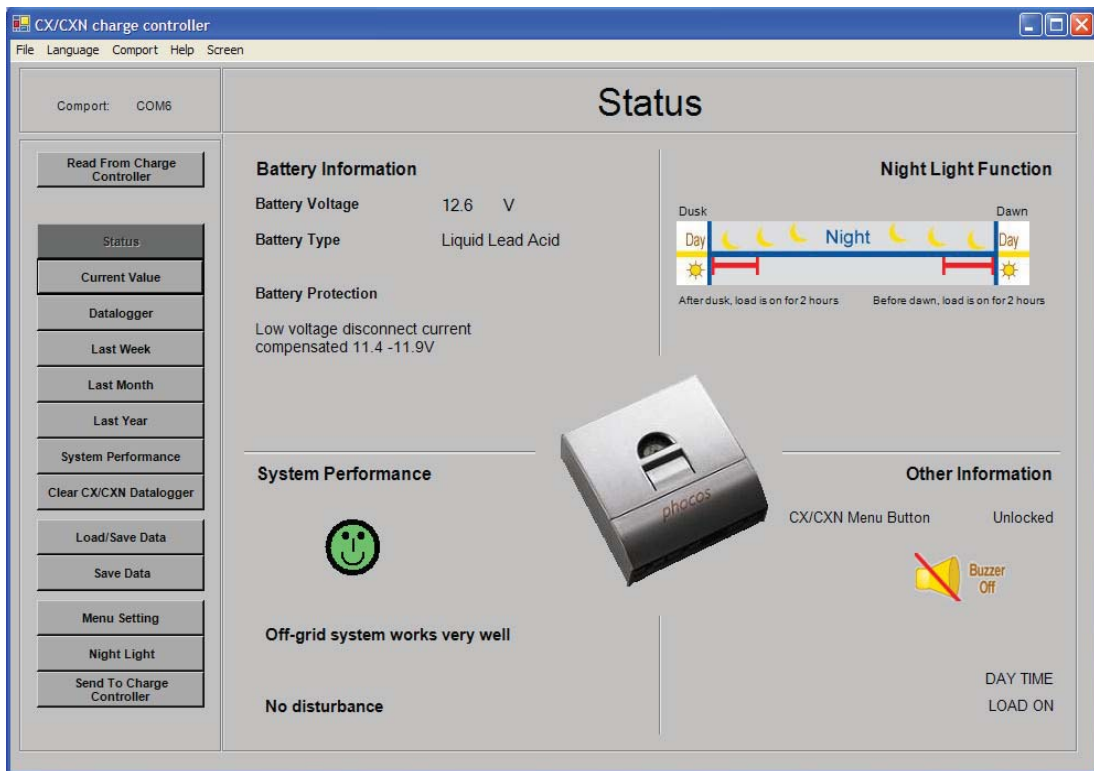 CX/CXN charge controller
File Language Comport Help Screen
Comport: COM6
Status
Read From Charge
Controller
Status
Current Value
Datalogger
Last Week
Last Month
Last Year
System Performance
Clear CX/CXN Datalogger
Load/Save Data
Save Data
Menu Setting
Night Light
Send To Charge
Controller
Battery Information
Battery Voltage 12.6 V
Battery Type Liquid Lead Acid
Battery Protection
Low voltage disconnect current
compensated 11.4 -11.9V
Night Light Function
Dusk Dawn
Day Night Day
After dusk, load is on for 2 hours Before dawn, load is on for 2 hours
System Performance
Off-grid system works very well
No disturbance
phocos
Other Information
CX/CXN Menu Button Unlocked
Buzzer
Off
DAY TIME
LOAD ON